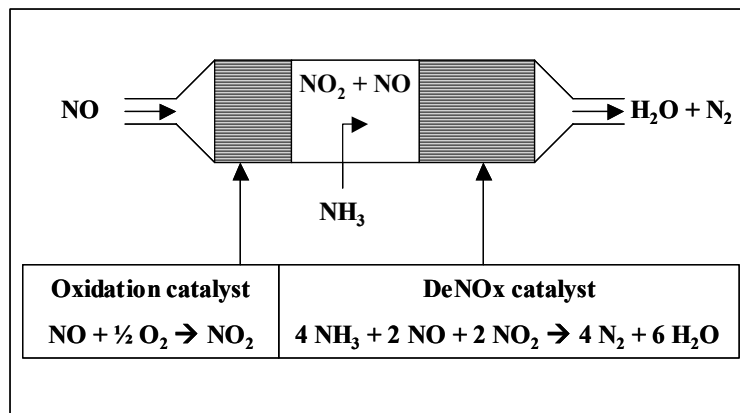 NO₂ + NO
NO
H₂O + N₂
NH₃
Oxidation catalyst
NO + ½ O₂ → NO₂
DeNOx catalyst
4 NH₃ + 2 NO + 2 NO₂ → 4 N₂ + 6 H₂O